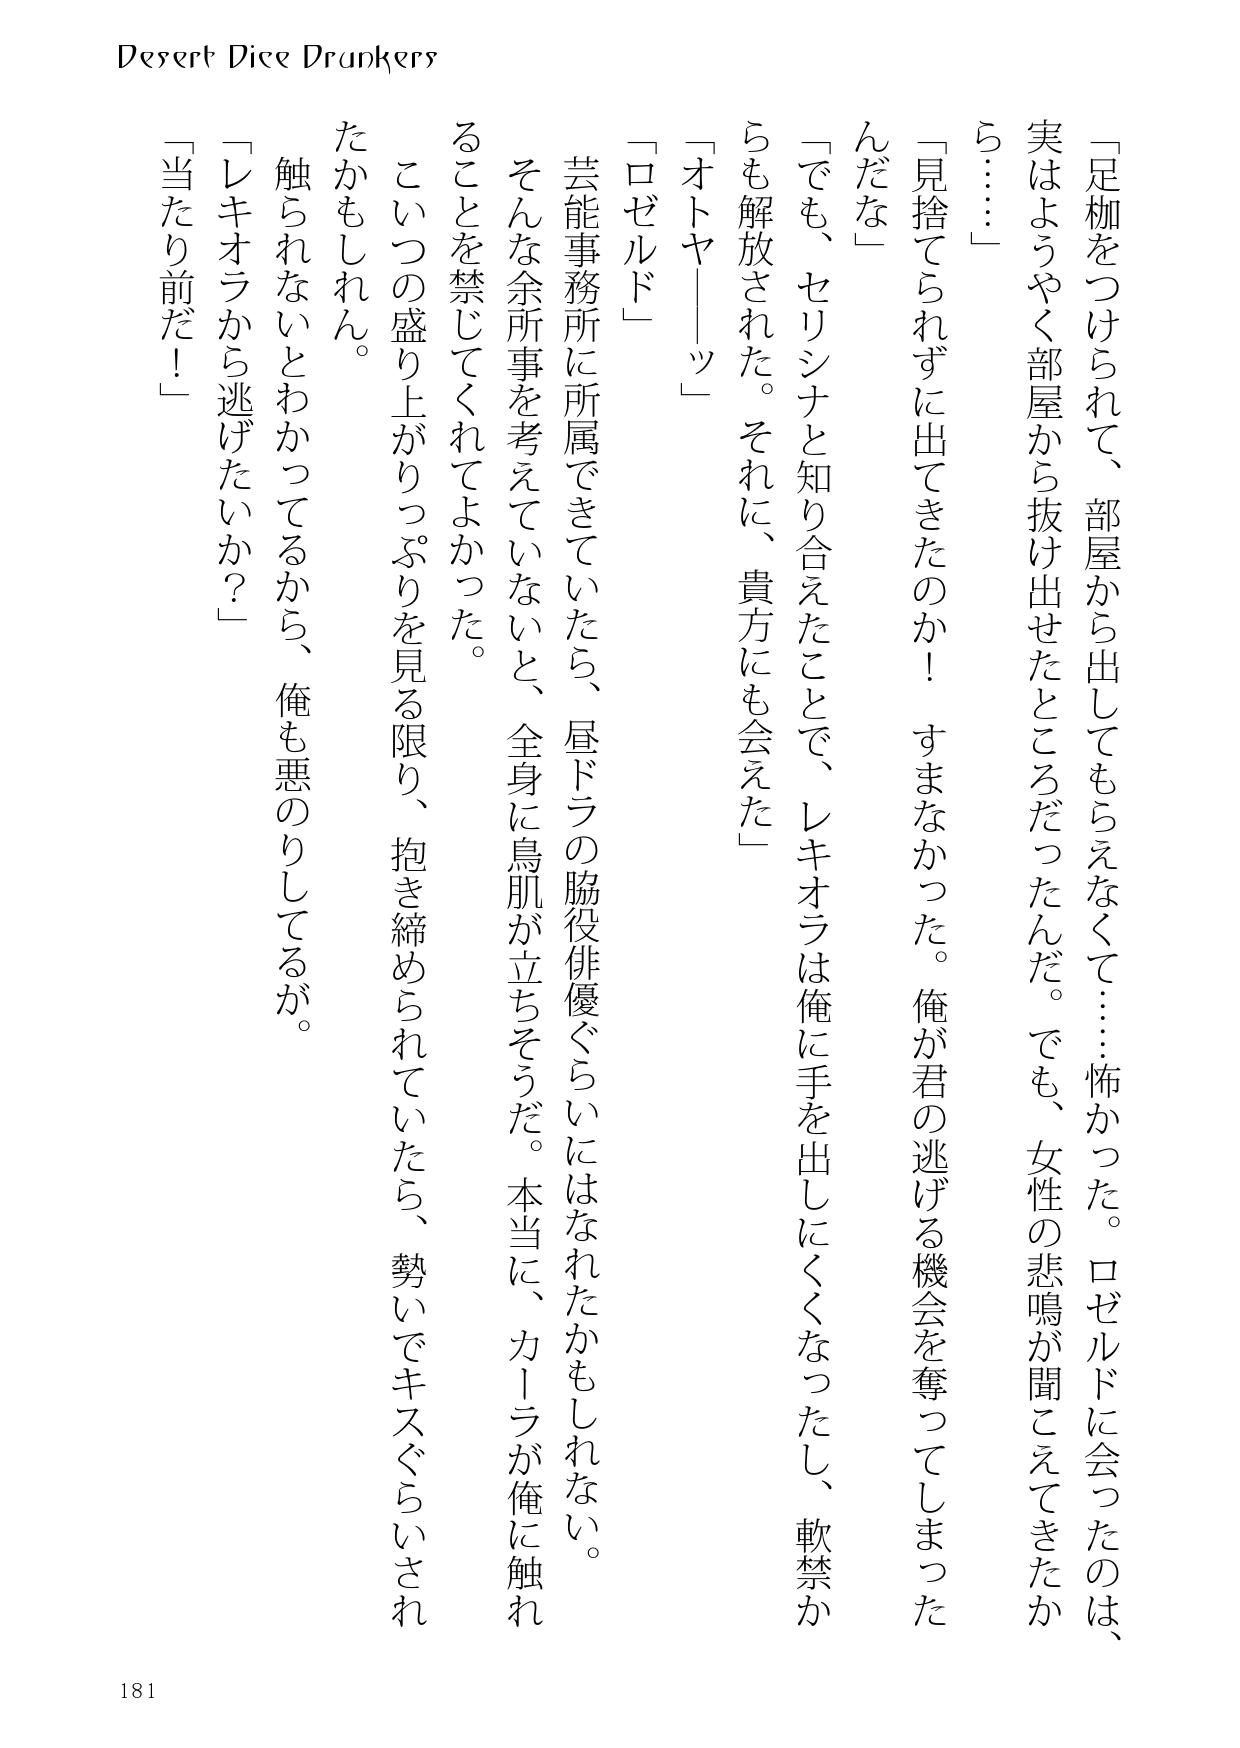 Desert Dice Drunkers
「足枷をつけられて、部屋から出してもらえなくて……怖かった。ロゼルドに会ったのは、
実はようやく部屋から抜け出せたところだったんだ。でも、女性の悲鳴が聞こえてきたか
ら……」
「見捨てられずに出てきたのか！　すまなかった。俺が君の逃げる機会を奪ってしまった
んだな」
「でも、セリシナと知り合えたことで、レキオラは俺に手を出しにくくなったし、軟禁か
らも解放された。それに、貴方にも会えた」
「オトヤ――ッ」
「ロゼルド」
　芸能事務所に所属できていたら、昼ドラの脇役俳優ぐらいにはなれたかもしれない。
　そんな余所事を考えていないと、全身に鳥肌が立ちそうだ。本当に、カーラが俺に触れ
ることを禁じてくれてよかった。
　こいつの盛り上がりっぷりを見る限り、抱き締められていたら、勢いでキスぐらいされ
たかもしれん。
　触られないとわかってるから、俺も悪のりしてるが。
「レキオラから逃げたいか？」
「当たり前だ！」
181